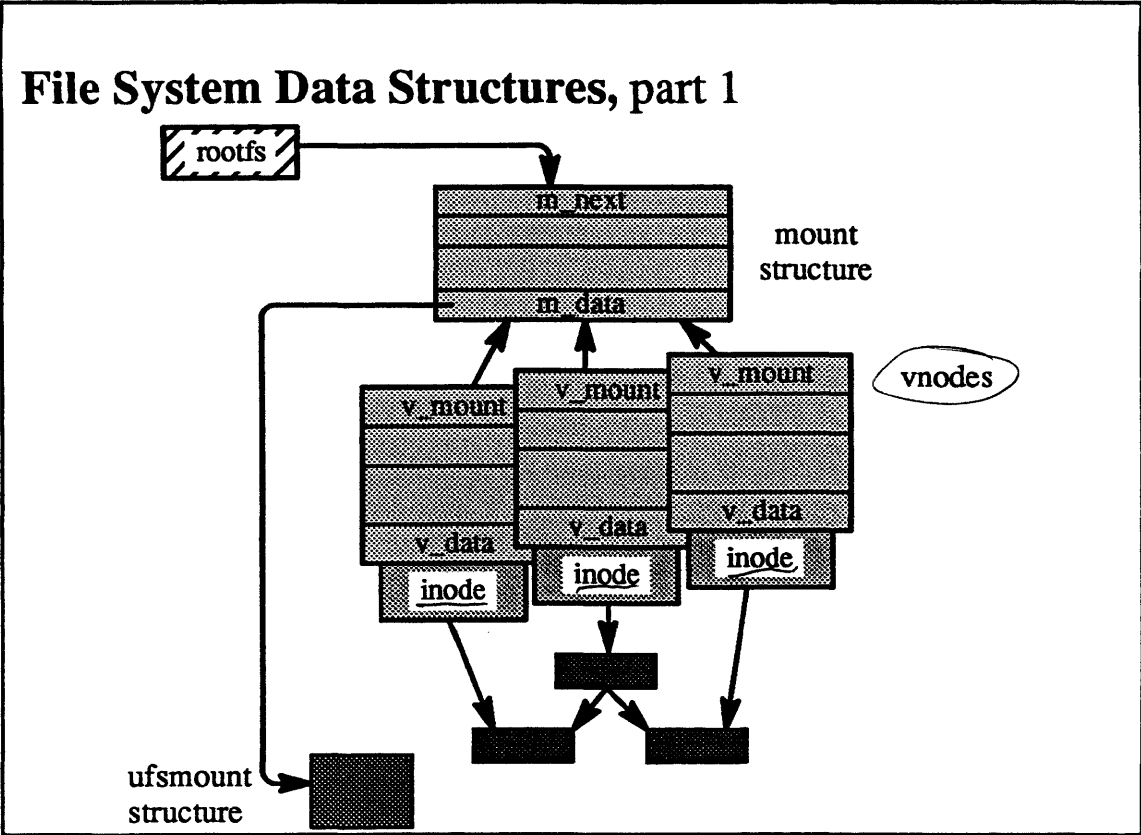 File System Data Structures, part 1
rootfs
m_next
mount
structure
m_data
v_mount
v_mount
v_mount
vnodes
v_data
v_data
v_data
inode
inode
inode
ufsmount
structure